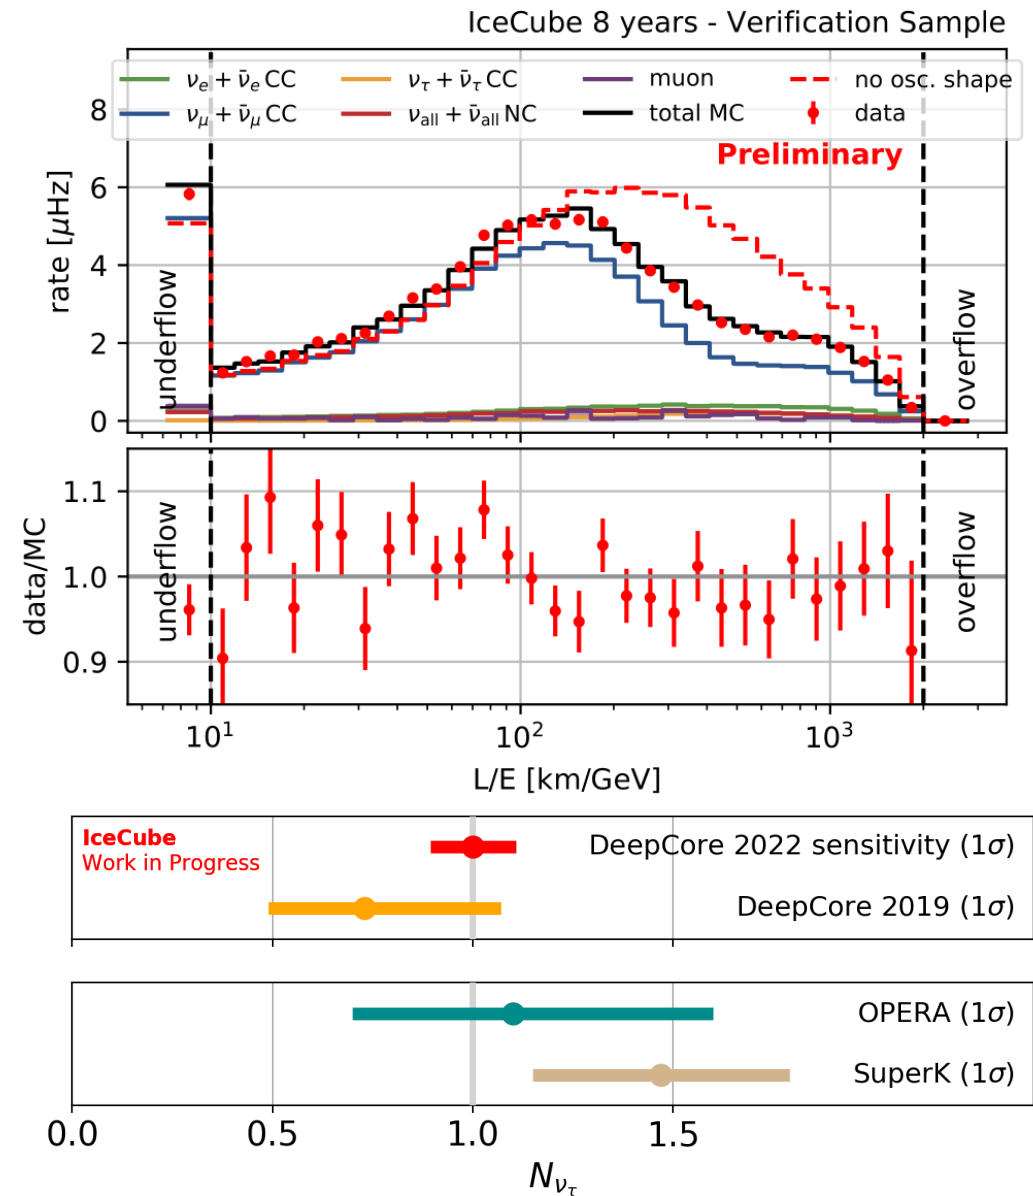 IceCube 8 years - Verification Sample
νe + ν̄e CC
ντ + ν̄τ CC
muon
no osc. shape
νμ + ν̄μ CC
νall + ν̄all NC
total MC
data
Preliminary
rate [μHz]
8
6
4
2
0
underflow
overflow
data/MC
1.1
1.0
0.9
underflow
overflow
10¹
10²
10³
L/E [km/GeV]
IceCube
Work in Progress
DeepCore 2022 sensitivity (1σ)
DeepCore 2019 (1σ)
OPERA (1σ)
SuperK (1σ)
0.0 0.5 1.0 1.5
Nντ